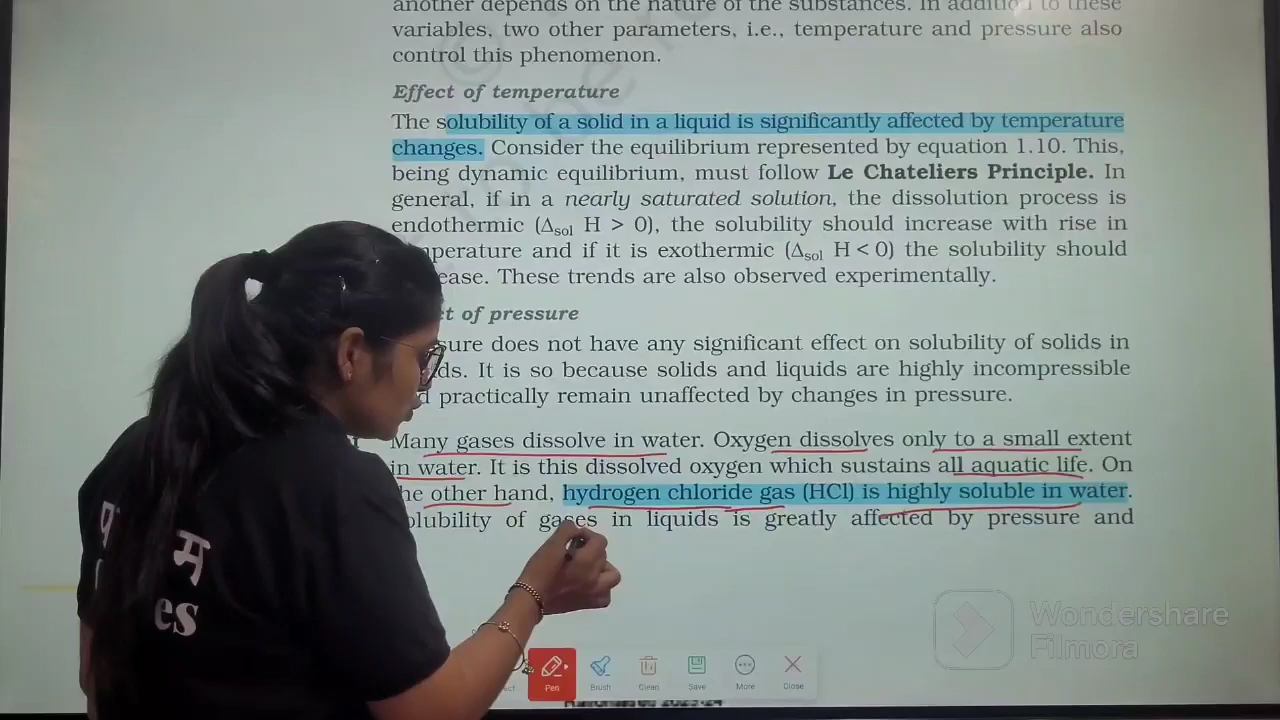 another depends on the nature of the substances. In addition to these
variables, two other parameters, i.e., temperature and pressure also
control this phenomenon.
Effect of temperature
The solubility of a solid in a liquid is significantly affected by temperature
changes. Consider the equilibrium represented by equation 1.10. This,
being dynamic equilibrium, must follow Le Chateliers Principle. In
general, if in a nearly saturated solution, the dissolution process is
endothermic (Δsol H > 0), the solubility should increase with rise in
mperature and if it is exothermic (Δsol H < 0) the solubility should
ease. These trends are also observed experimentally.
ct of pressure
sure does not have any significant effect on solubility of solids in
ds. It is so because solids and liquids are highly incompressible
d practically remain unaffected by changes in pressure.
Many gases dissolve in water. Oxygen dissolves only to a small extent
in water. It is this dissolved oxygen which sustains all aquatic life. On
he other hand, hydrogen chloride gas (HCl) is highly soluble in water.
olubility of gases in liquids is greatly affected by pressure and
es
Wondershare
Filmora
Pen
Brush
Clean
Save
More
Close